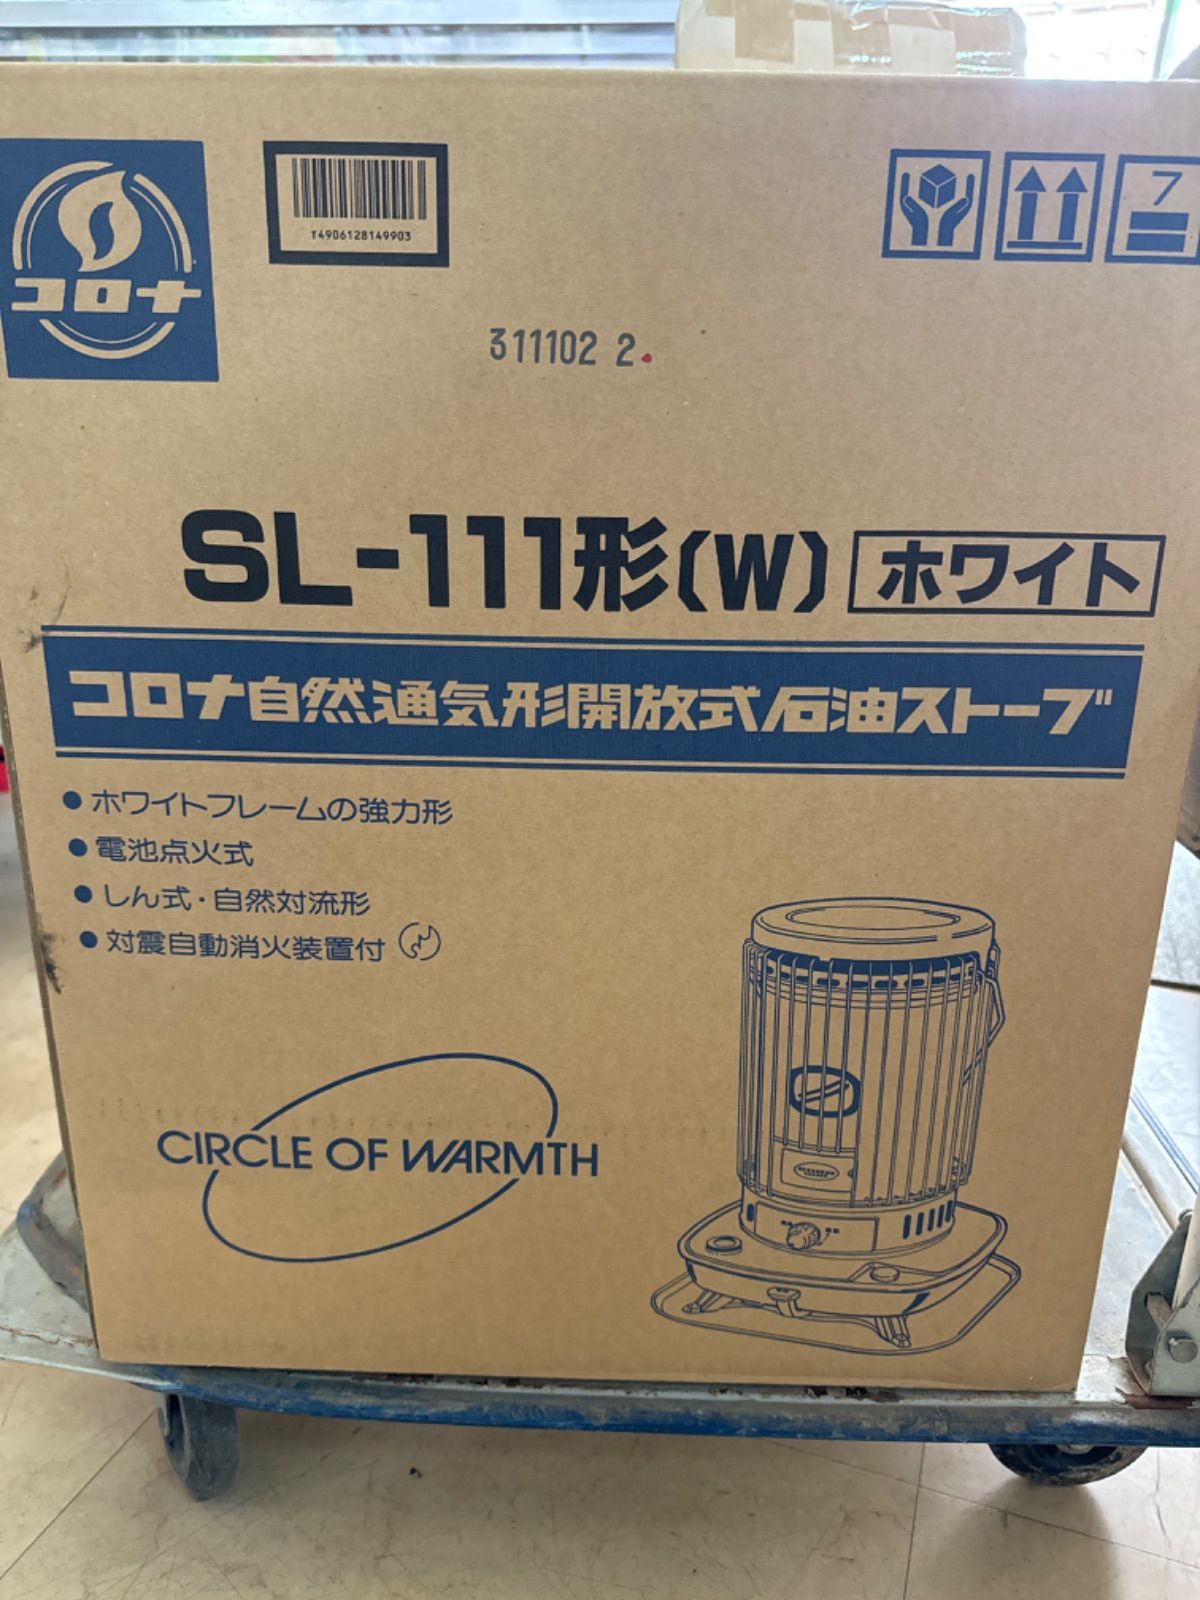 コロナ
T4906128149903
7
311102 2
SL-111形(W) ホワイト
コロナ自然通気形開放式石油ストーブ
●ホワイトフレームの強力形
●電池点火式
●しん式・自然対流形
●対震自動消火装置付
CIRCLE OF WARMTH